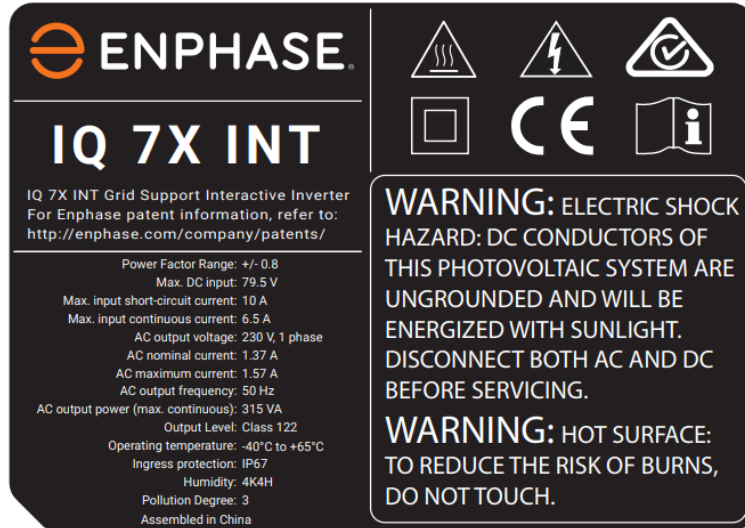 ENPHASE.
IQ 7X INT
IQ 7X INT Grid Support Interactive Inverter
For Enphase patent information, refer to:
http://enphase.com/company/patents/
Power Factor Range: +/- 0.8
Max. DC input: 79.5 V
Max. input short-circuit current: 10 A
Max. input continuous current: 6.5 A
AC output voltage: 230 V, 1 phase
AC nominal current: 1.37 A
AC maximum current: 1.57 A
AC output frequency: 50 Hz
AC output power (max. continuous): 315 VA
Output Level: Class 122
Operating temperature: -40°C to +65°C
Ingress protection: IP67
Humidity: 4K4H
Pollution Degree: 3
Assembled in China
CE
i
WARNING: ELECTRIC SHOCK
HAZARD: DC CONDUCTORS OF
THIS PHOTOVOLTAIC SYSTEM ARE
UNGROUNDED AND WILL BE
ENERGIZED WITH SUNLIGHT.
DISCONNECT BOTH AC AND DC
BEFORE SERVICING.
WARNING: HOT SURFACE:
TO REDUCE THE RISK OF BURNS,
DO NOT TOUCH.